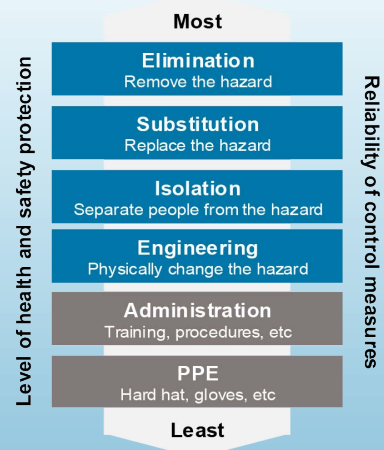 Most
Elimination
Remove the hazard
Substitution
Replace the hazard
Isolation
Separate people from the hazard
Engineering
Physically change the hazard
Administration
Training, procedures, etc
PPE
Hard hat, gloves, etc
Least
Level of health and safety protection
Reliability of control measures